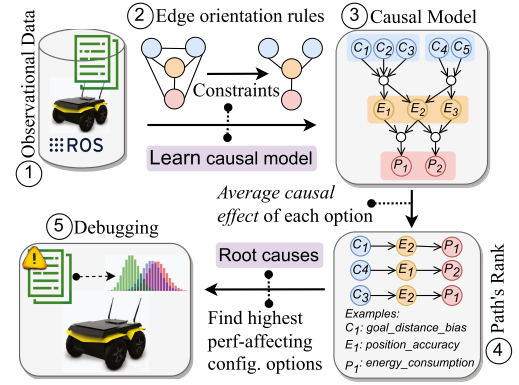 ① Observational Data
ROS
② Edge orientation rules
Constraints
Learn causal model
③ Causal Model
C1 C2 C3 C4 C5
E1 E2 E3
P1 P2
Average causal
effect of each option
④ Path's Rank
C1 E2 P1
C4 E1 P2
C3 E2 P1
Examples:
C1: goal_distance_bias
E1: position_accuracy
P1: energy_consumption
Root causes
Find highest
perf-affecting
config. options
⑤ Debugging